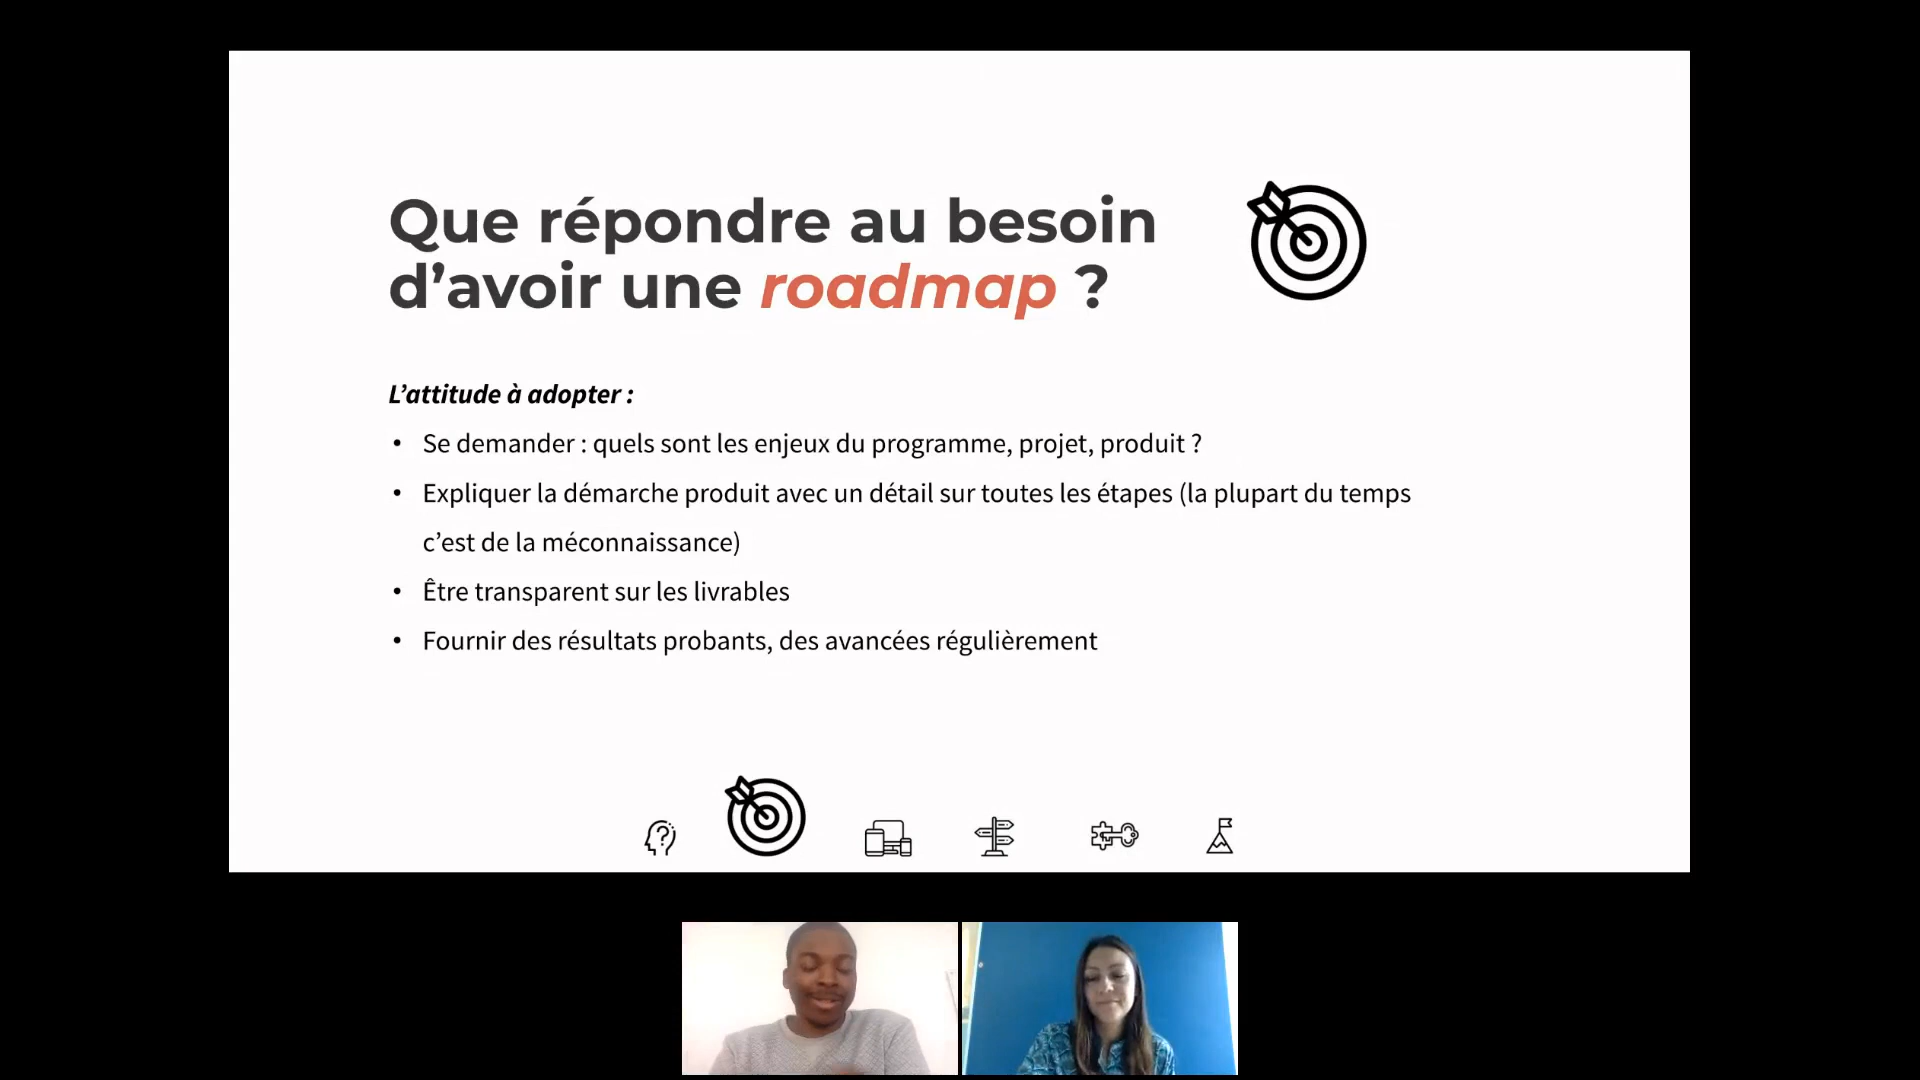 Que répondre au besoin
d’avoir une roadmap ?
L’attitude à adopter :
• Se demander : quels sont les enjeux du programme, projet, produit ?
• Expliquer la démarche produit avec un détail sur toutes les étapes (la plupart du temps
c’est de la méconnaissance)
• Être transparent sur les livrables
• Fournir des résultats probants, des avancées régulièrement